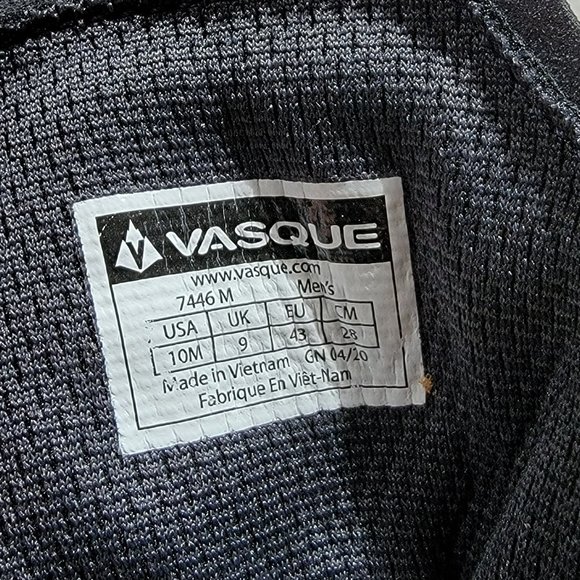 VASQUE
www.vasque.com
7446 M Men's
USA UK EU CM
10M 9 43 28
Made in Vietnam GN 04/20
Fabrique En Viêt-Nam